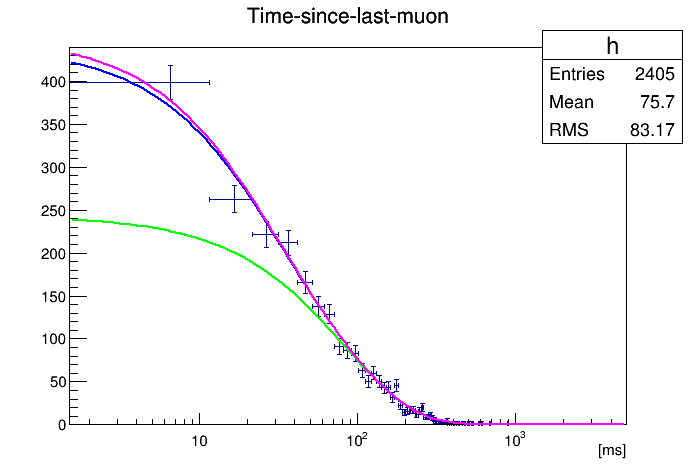 Time-since-last-muon
h
Entries 2405
Mean 75.7
RMS 83.17
400
350
300
250
200
150
100
50
0
10 10² 10³
[ms]